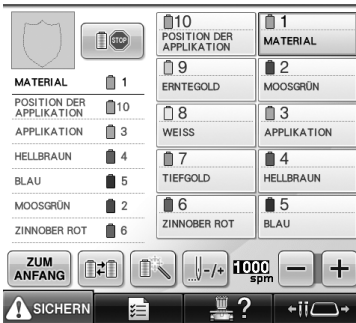 STOP
MATERIAL 1
POSITION DER
APPLIKATION 10
APPLIKATION 3
HELLBRAUN 4
BLAU 5
MOOSGRÜN 2
ZINNOBER ROT 6
10
POSITION DER
APPLIKATION
1
MATERIAL
9
ERNTEGOLD
2
MOOSGRÜN
8
WEISS
3
APPLIKATION
7
TIEFGOLD
4
HELLBRAUN
6
ZINNOBER ROT
5
BLAU
ZUM
ANFANG
-/+
1000
spm
− +
SICHERN
?